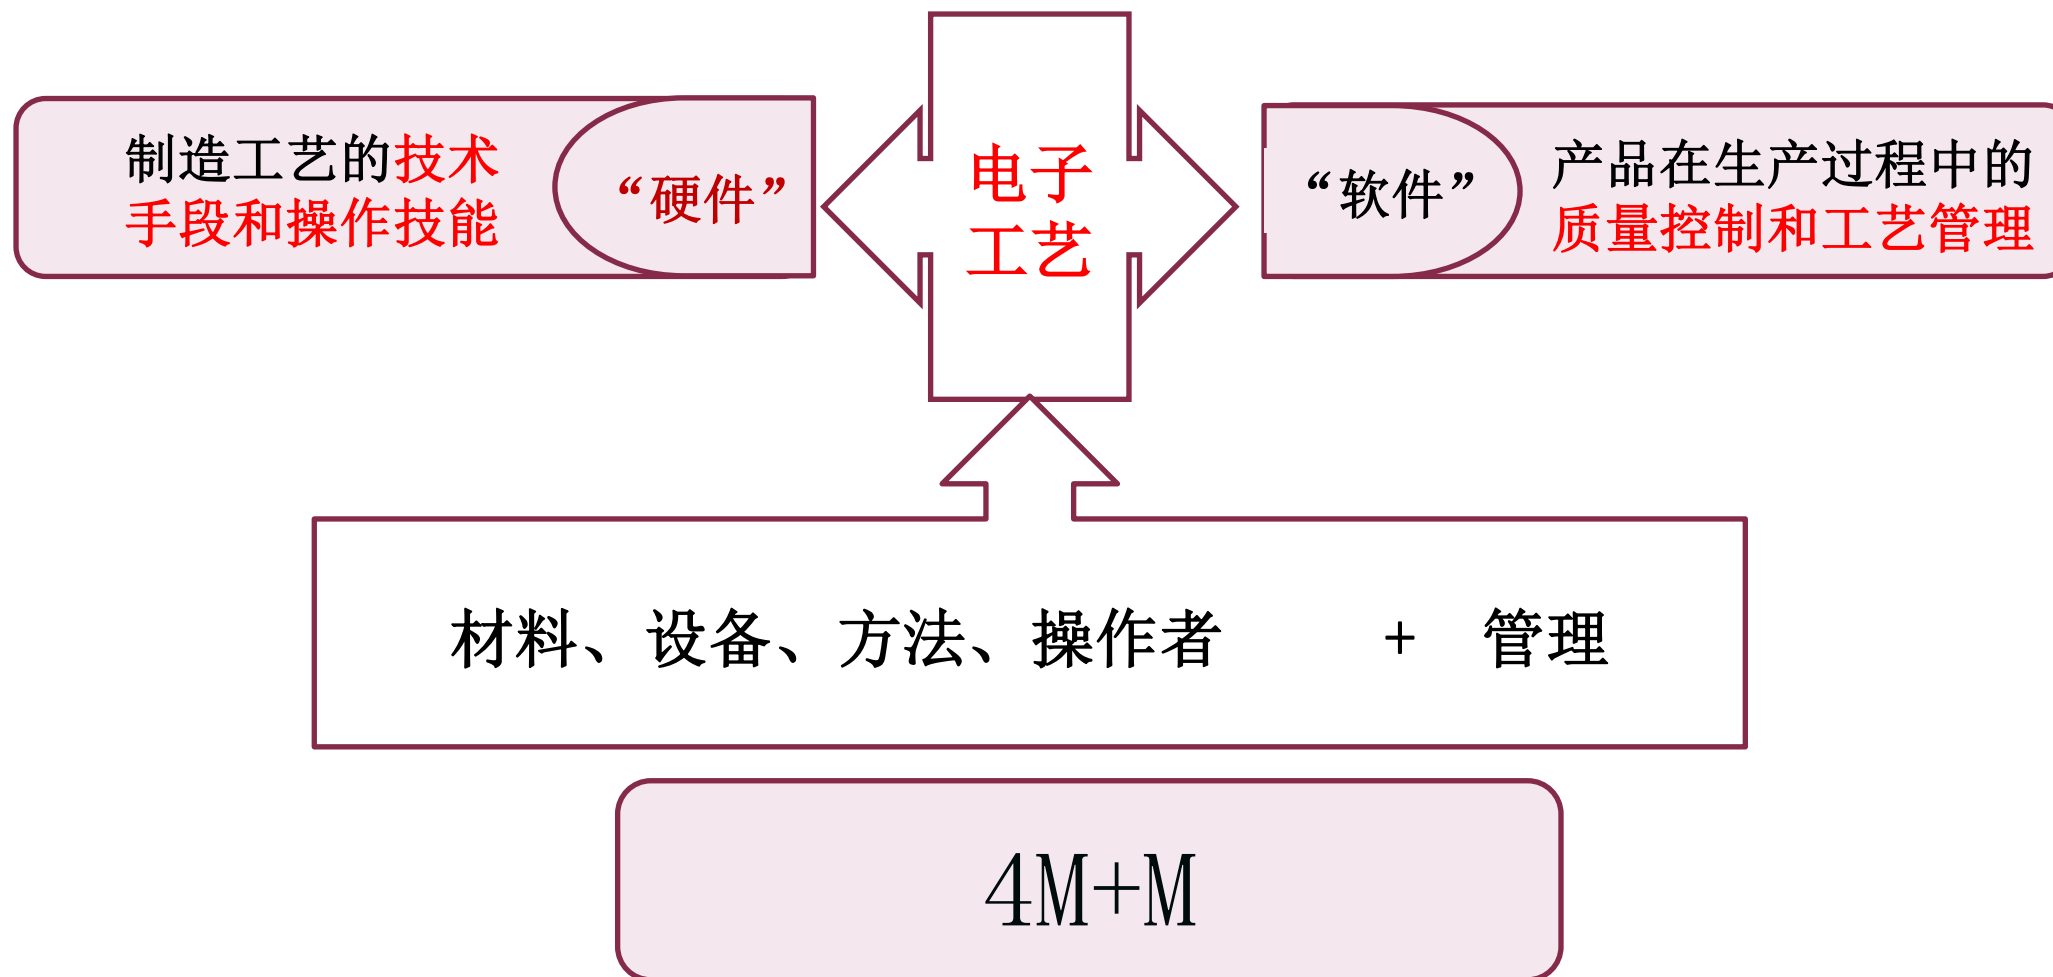 制造工艺的技术
手段和操作技能
“硬件”
电子
工艺
“软件”
产品在生产过程中的
质量控制和工艺管理
材料、设备、方法、操作者 + 管理
4M+M